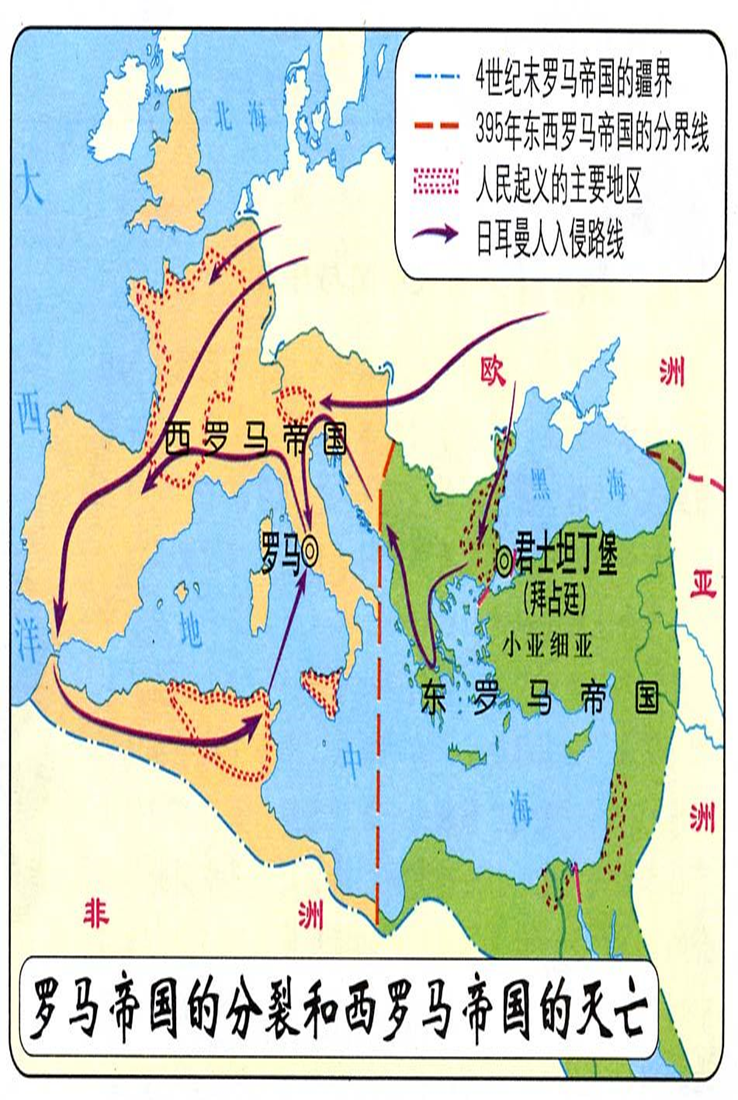 4世纪末罗马帝国的疆界
395年东西罗马帝国的分界线
人民起义的主要地区
日耳曼人入侵路线
北海
大西洋
欧洲
西罗马帝国
黑海
罗马
君士坦丁堡
(拜占廷)
亚洲
小亚细亚
东罗马帝国
地中海
非洲
罗马帝国的分裂和西罗马帝国的灭亡